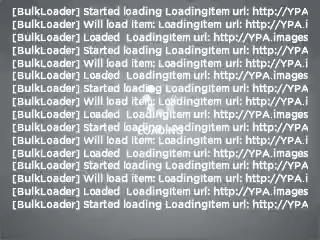 [BulkLoader] Started loading LoadingItem url: http://YPA
[BulkLoader] Will load item: LoadingItem url: http://YPA.i
[BulkLoader] Loaded  LoadingItem url: http://YPA.images
[BulkLoader] Started loading LoadingItem url: http://YPA
[BulkLoader] Will load item: LoadingItem url: http://YPA.i
[BulkLoader] Loaded  LoadingItem url: http://YPA.images
[BulkLoader] Started loading LoadingItem url: http://YPA
[BulkLoader] Will load item: LoadingItem url: http://YPA.i
[BulkLoader] Loaded  LoadingItem url: http://YPA.images
[BulkLoader] Started loading LoadingItem url: http://YPA
LOADING
[BulkLoader] Will load item: LoadingItem url: http://YPA.i
[BulkLoader] Loaded  LoadingItem url: http://YPA.images
[BulkLoader] Started loading LoadingItem url: http://YPA
[BulkLoader] Will load item: LoadingItem url: http://YPA.i
[BulkLoader] Loaded  LoadingItem url: http://YPA.images
[BulkLoader] Started loading LoadingItem url: http://YPA